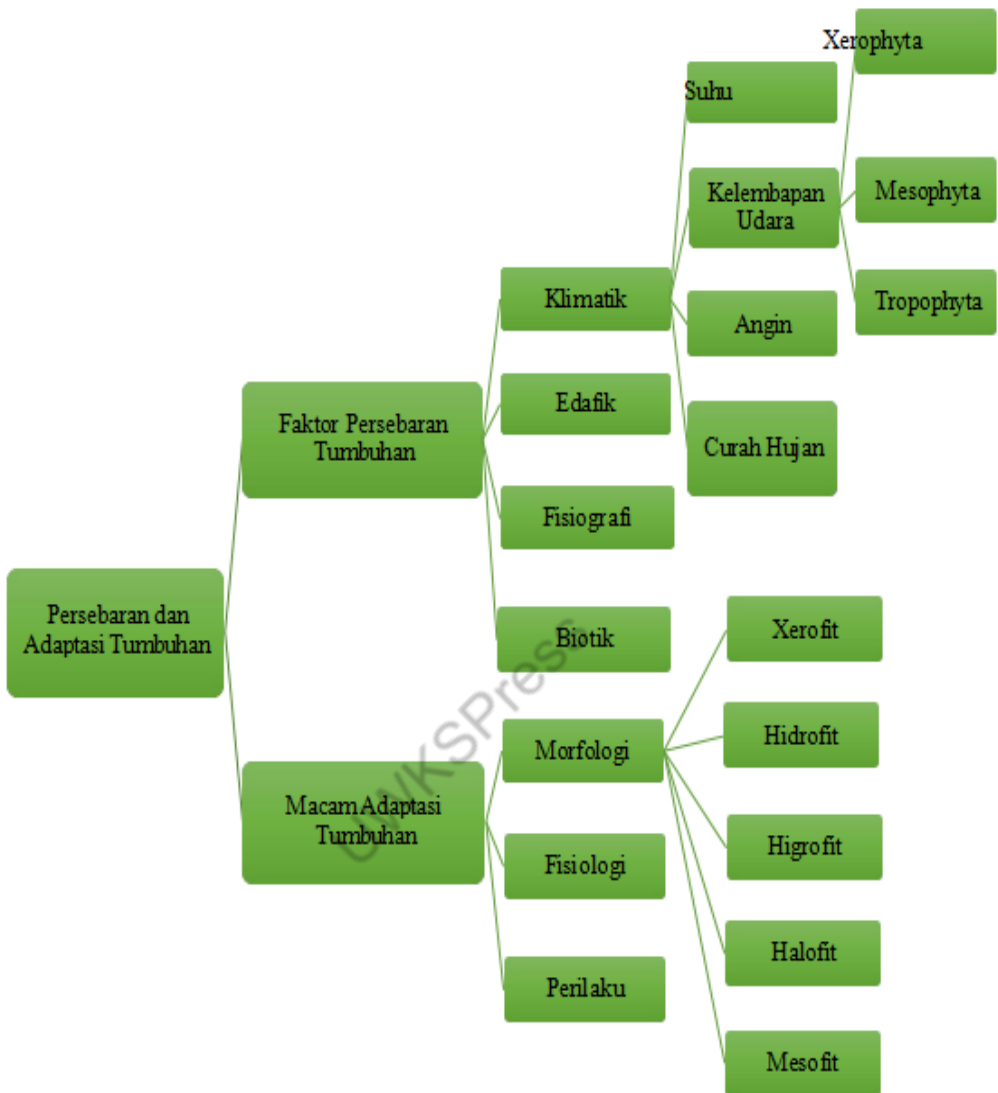 Xerophyta
Suhu
Kelembapan
Udara
Mesophyta
Klimatik
Angin
Tropophyta
Faktor Persebaran
Tumbuhan
Edafik
Curah Hujan
Fisiografi
Persebaran dan
Adaptasi Tumbuhan
Biotik
Xerofit
UWKSPress
Morfologi
Hidrofit
Macam Adaptasi
Tumbuhan
Fisiologi
Higrofit
Perilaku
Halofit
Mesofit